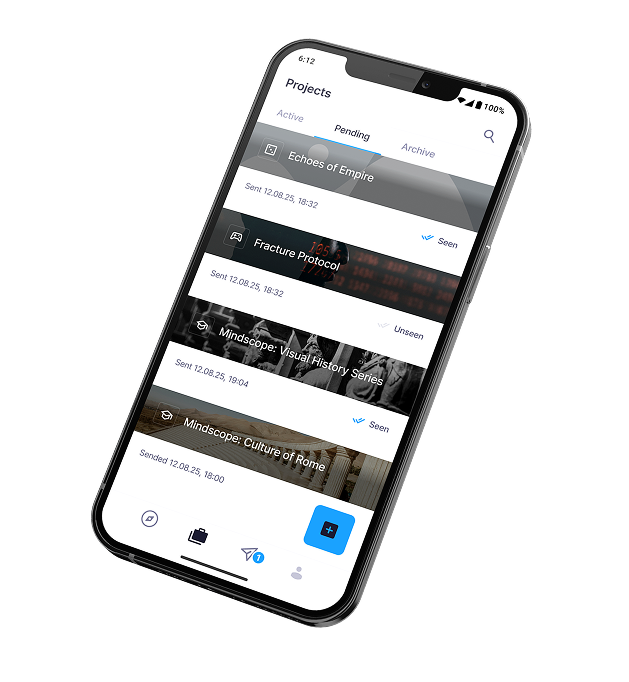 6:12
100%
Projects
Active
Pending
Archive
Echoes of Empire
Sent 12.08.25, 18:32
Seen
Fracture Protocol
Sent 12.08.25, 18:32
Unseen
Mindscope: Visual History Series
Sent 12.08.25, 19:04
Seen
Mindscope: Culture of Rome
Sended 12.08.25, 18:00
1